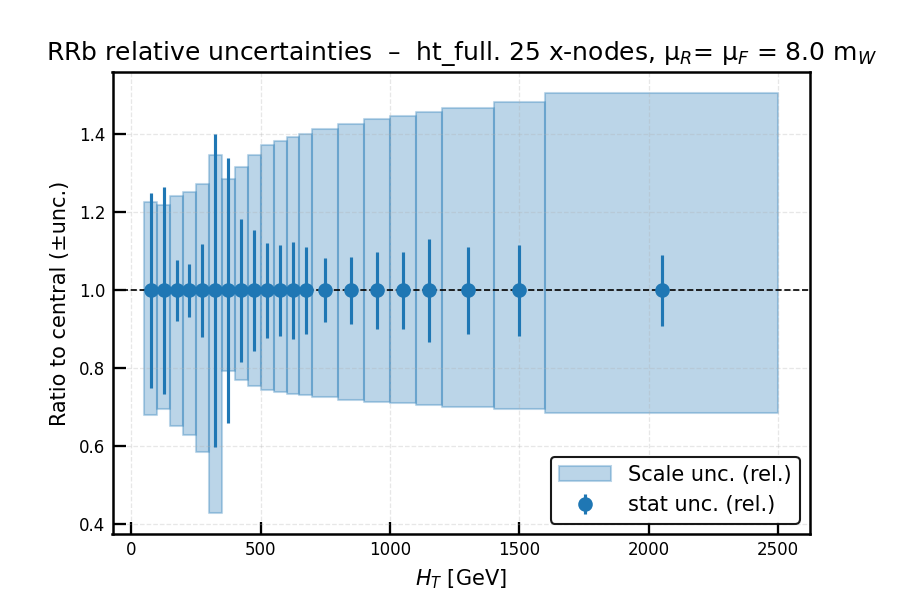 RRb relative uncertainties – ht_full. 25 x-nodes, μR= μF = 8.0 mW
Ratio to central (±unc.)
1.4
1.2
1.0
0.8
0.6
0.4
Scale unc. (rel.)
stat unc. (rel.)
0 500 1000 1500 2000 2500
HT [GeV]